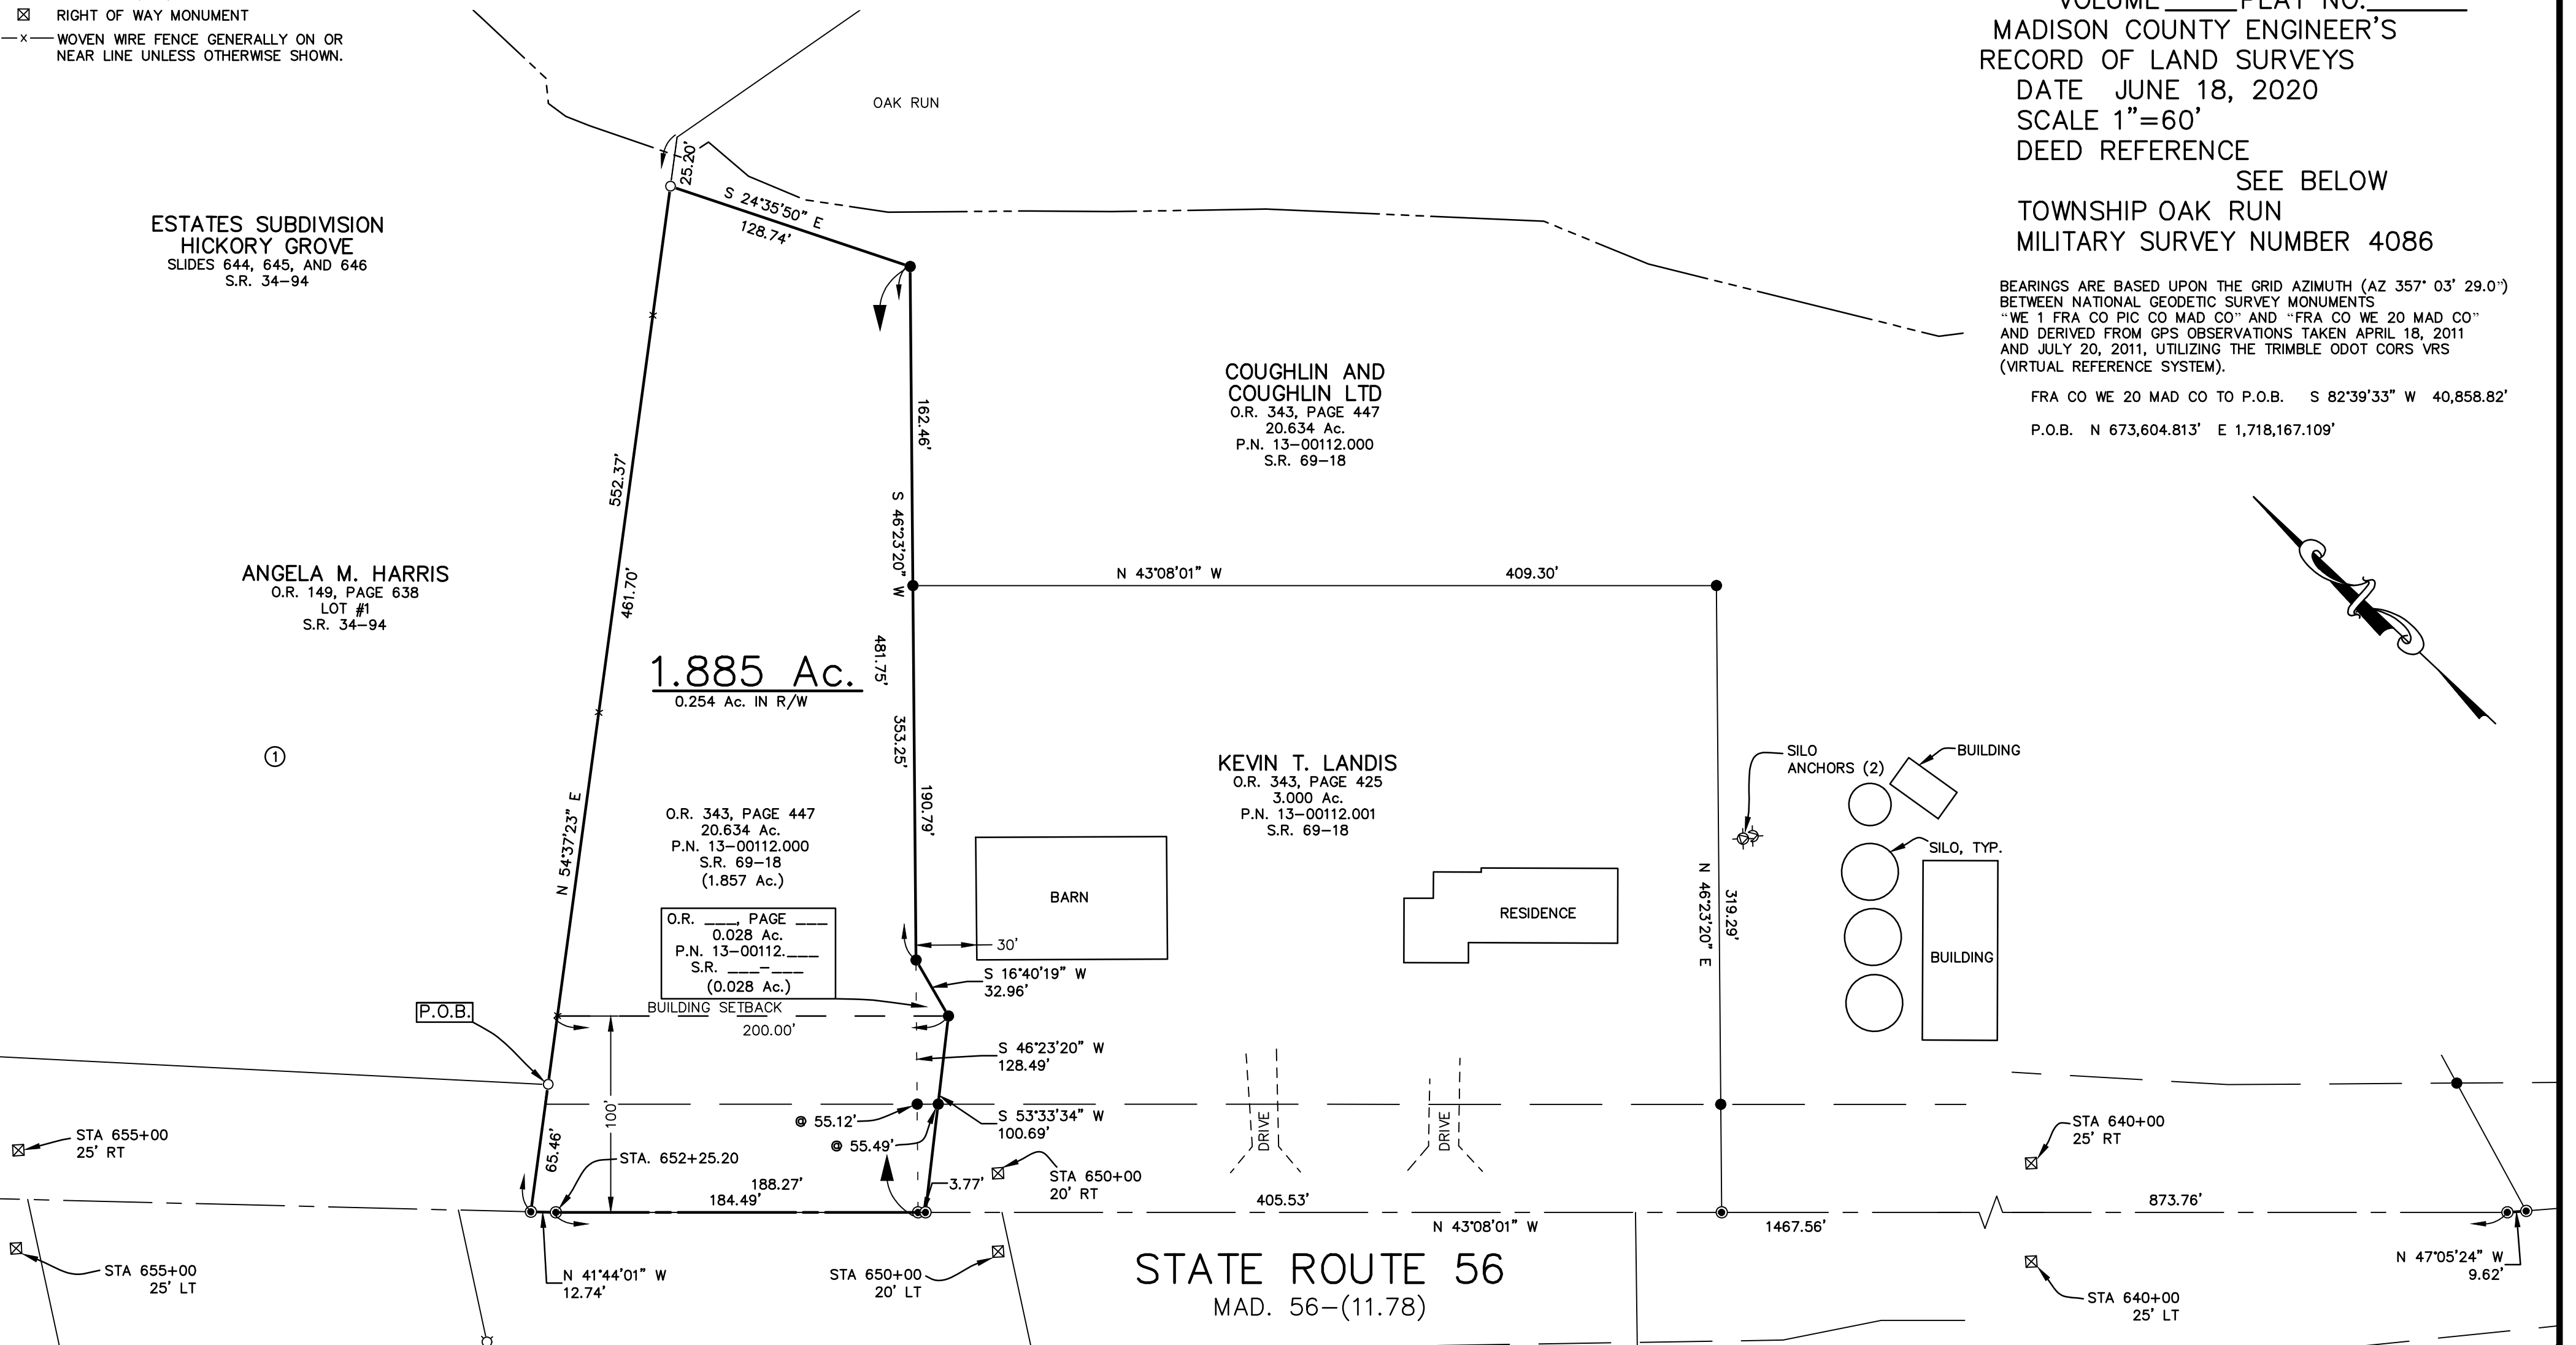 RIGHT OF WAY MONUMENT
WOVEN WIRE FENCE GENERALLY ON OR
NEAR LINE UNLESS OTHERWISE SHOWN.
VOLUME_____PLAT NO._______
MADISON COUNTY ENGINEER'S
RECORD OF LAND SURVEYS
DATE JUNE 18, 2020
SCALE 1"=60'
DEED REFERENCE
SEE BELOW
TOWNSHIP OAK RUN
MILITARY SURVEY NUMBER 4086
BEARINGS ARE BASED UPON THE GRID AZIMUTH (AZ 357° 03' 29.0")
BETWEEN NATIONAL GEODETIC SURVEY MONUMENTS
"WE 1 FRA CO PIC CO MAD CO" AND "FRA CO WE 20 MAD CO"
AND DERIVED FROM GPS OBSERVATIONS TAKEN APRIL 18, 2011
AND JULY 20, 2011, UTILIZING THE TRIMBLE ODOT CORS VRS
(VIRTUAL REFERENCE SYSTEM).
FRA CO WE 20 MAD CO TO P.O.B. S 82°39'33" W 40,858.82'
P.O.B. N 673,604.813' E 1,718,167.109'
OAK RUN
25.20'
S 24°35'50" E
128.74'
ESTATES SUBDIVISION
HICKORY GROVE
SLIDES 644, 645, AND 646
S.R. 34-94
COUGHLIN AND
COUGHLIN LTD
O.R. 343, PAGE 447
20.634 Ac.
P.N. 13-00112.000
S.R. 69-18
162.46'
552.37'
S 46°23'20" W
ANGELA M. HARRIS
O.R. 149, PAGE 638
LOT #1
S.R. 34-94
461.70'
N 43°08'01" W
409.30'
481.75'
1.885 Ac.
0.254 Ac. IN R/W
353.25'
1
190.79'
N 54°37'23" E
O.R. 343, PAGE 447
20.634 Ac.
P.N. 13-00112.000
S.R. 69-18
(1.857 Ac.)
KEVIN T. LANDIS
O.R. 343, PAGE 425
3.000 Ac.
P.N. 13-00112.001
S.R. 69-18
SILO
ANCHORS (2)
BUILDING
SILO, TYP.
BUILDING
BARN
RESIDENCE
N 46°23'20" E
319.29'
O.R. ___, PAGE ___
0.028 Ac.
P.N. 13-00112.___
S.R. ___-___
(0.028 Ac.)
30'
S 16°40'19" W
32.96'
P.O.B.
BUILDING SETBACK
200.00'
100'
S 46°23'20" W
128.49'
@ 55.12'
@ 55.49'
S 53°33'34" W
100.69'
DRIVE
DRIVE
STA 655+00
25' RT
65.46'
STA. 652+25.20
188.27'
184.49'
3.77'
STA 650+00
20' RT
STA 640+00
25' RT
405.53'
N 43°08'01" W
1467.56'
873.76'
STA 655+00
25' LT
N 41°44'01" W
12.74'
STA 650+00
20' LT
STATE ROUTE 56
MAD. 56-(11.78)
STA 640+00
25' LT
N 47°05'24" W
9.62'